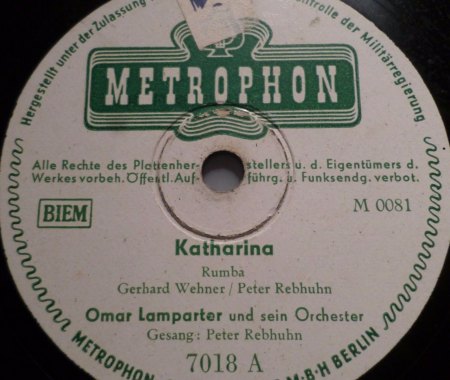 Hergestellt unter der Zulassung
ntrolle der Militärregierung
METROPHON
Alle Rechte des Plattenher- stellers u. d. Eigentümers d.
Werkes vorbeh. Öffentl. Auf- führg. u. Funksendg. verbot.
BIEM
M 0081
Katharina
Rumba
Gerhard Wehner / Peter Rebhuhn
Omar Lamparter und sein Orchester
Gesang: Peter Rebhuhn
7018 A
METROPHON M·B·H BERLIN